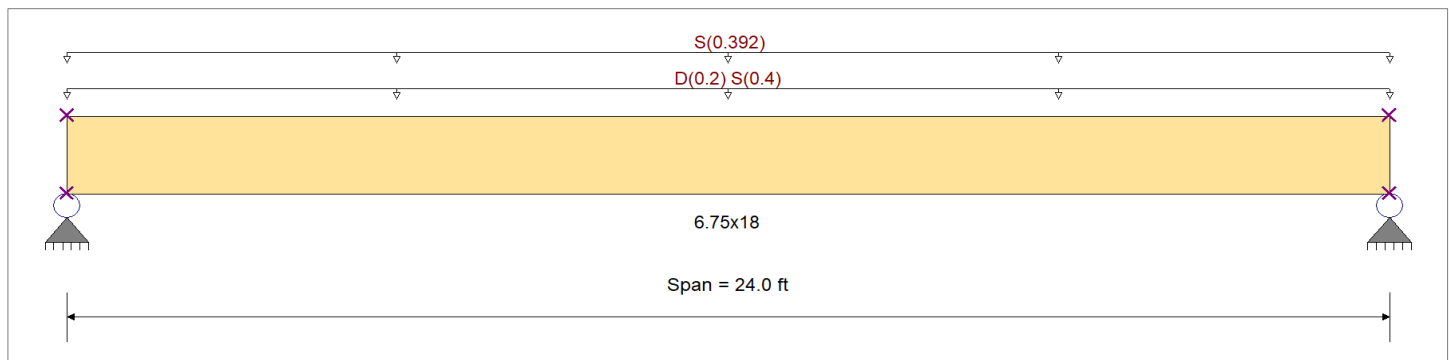 S(0.392)
D(0.2) S(0.4)
6.75x18
Span = 24.0 ft